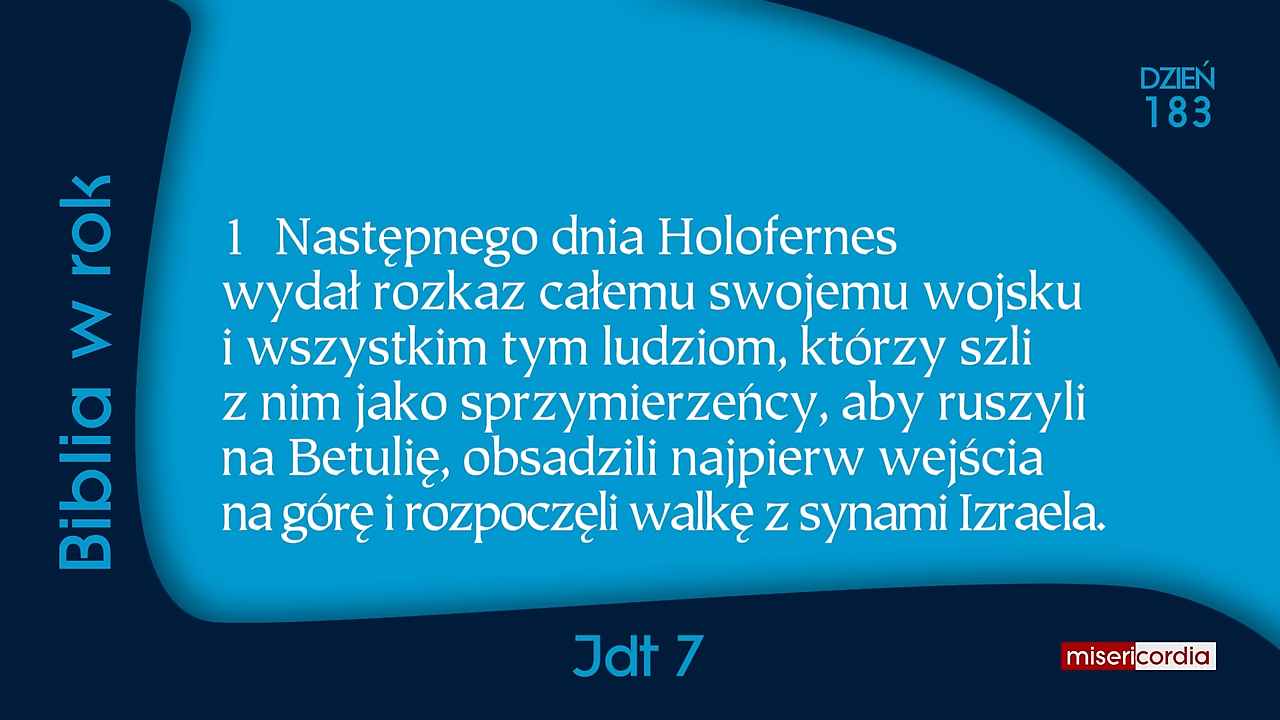 DZIEŃ
183
Biblia w rok
1 Następnego dnia Holofernes
wydał rozkaz całemu swojemu wojsku
i wszystkim tym ludziom, którzy szli
z nim jako sprzymierzeńcy, aby ruszyli
na Betulię, obsadzili najpierw wejścia
na górę i rozpoczęli walkę z synami Izraela.
Jdt 7
misericordia